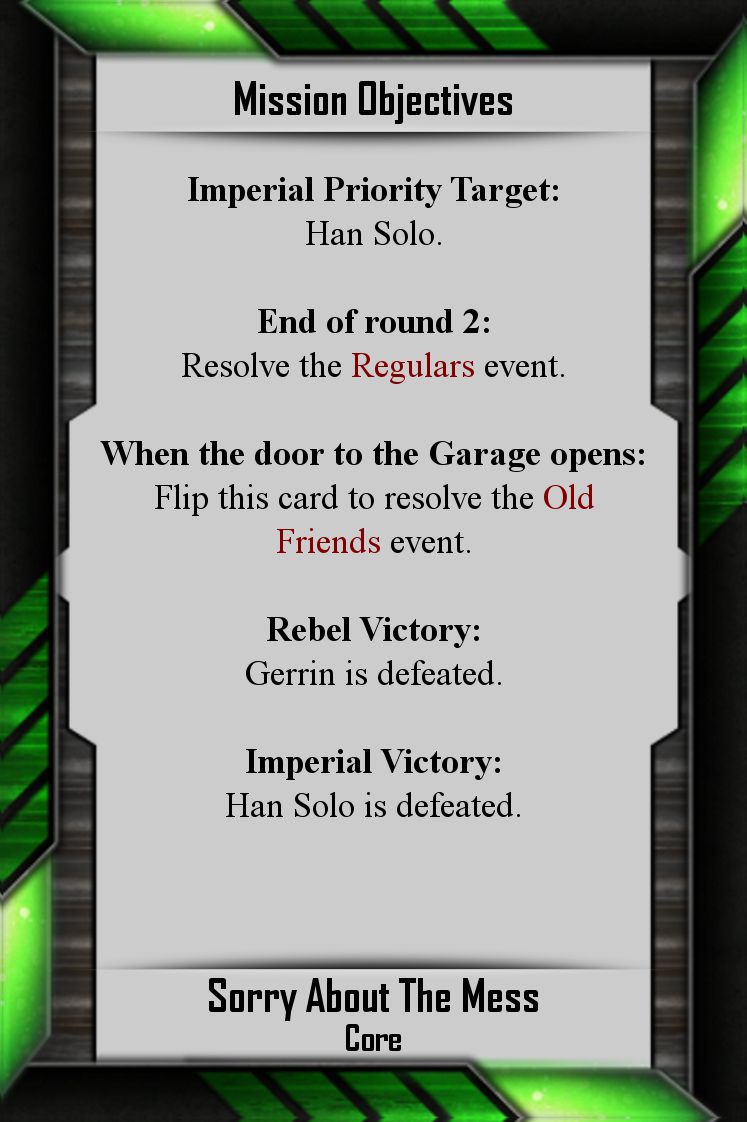 Mission Objectives
Imperial Priority Target:
Han Solo.
End of round 2:
Resolve the Regulars event.
When the door to the Garage opens:
Flip this card to resolve the Old
Friends event.
Rebel Victory:
Gerrin is defeated.
Imperial Victory:
Han Solo is defeated.
Sorry About The Mess
Core